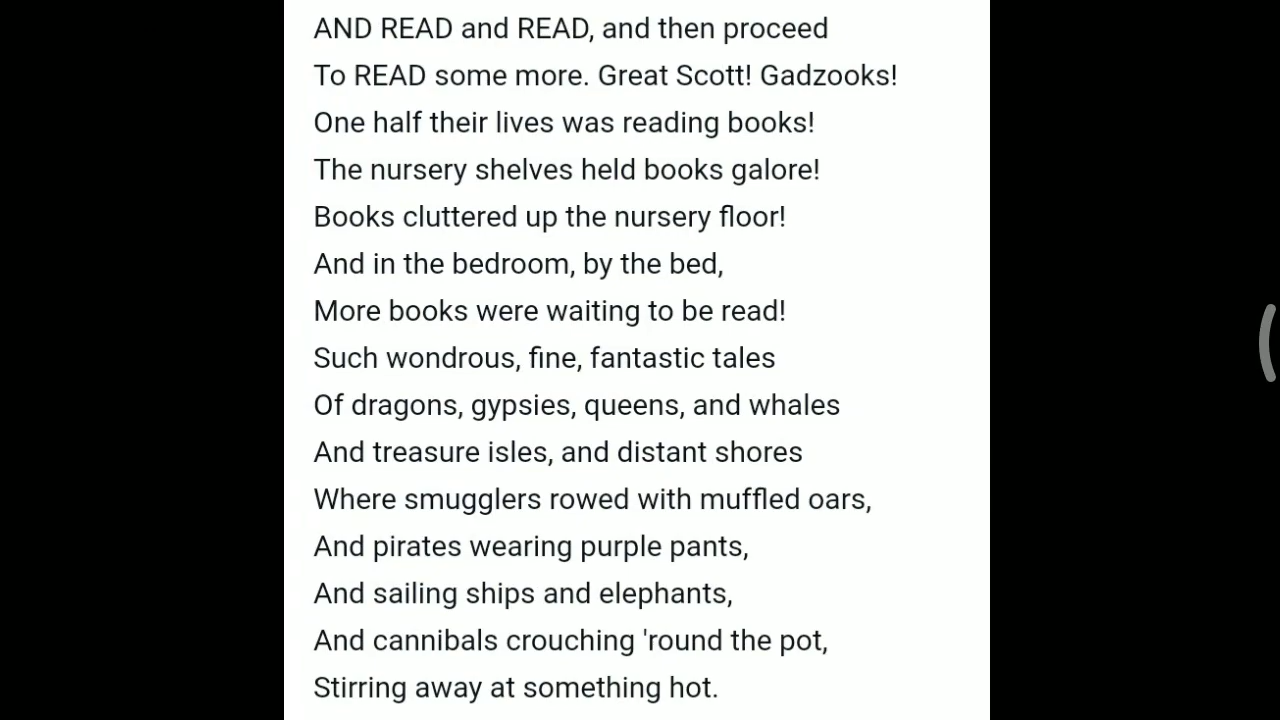 AND READ and READ, and then proceed
To READ some more. Great Scott! Gadzooks!
One half their lives was reading books!
The nursery shelves held books galore!
Books cluttered up the nursery floor!
And in the bedroom, by the bed,
More books were waiting to be read!
Such wondrous, fine, fantastic tales
Of dragons, gypsies, queens, and whales
And treasure isles, and distant shores
Where smugglers rowed with muffled oars,
And pirates wearing purple pants,
And sailing ships and elephants,
And cannibals crouching 'round the pot,
Stirring away at something hot.